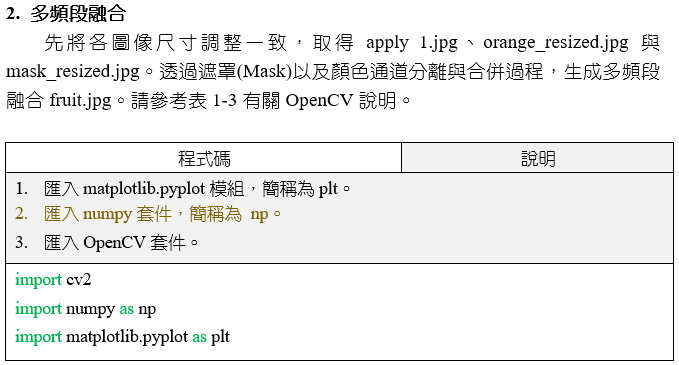 2. 多頻段融合
先將各圖像尺寸調整一致，取得 apply 1.jpg、orange_resized.jpg 與
mask_resized.jpg。透過遮罩(Mask)以及顏色通道分離與合併過程，生成多頻段
融合 fruit.jpg。請參考表 1-3 有關 OpenCV 說明。
程式碼
說明
1. 匯入 matplotlib.pyplot 模組，簡稱為 plt。
2. 匯入 numpy 套件，簡稱為 np。
3. 匯入 OpenCV 套件。
import cv2
import numpy as np
import matplotlib.pyplot as plt